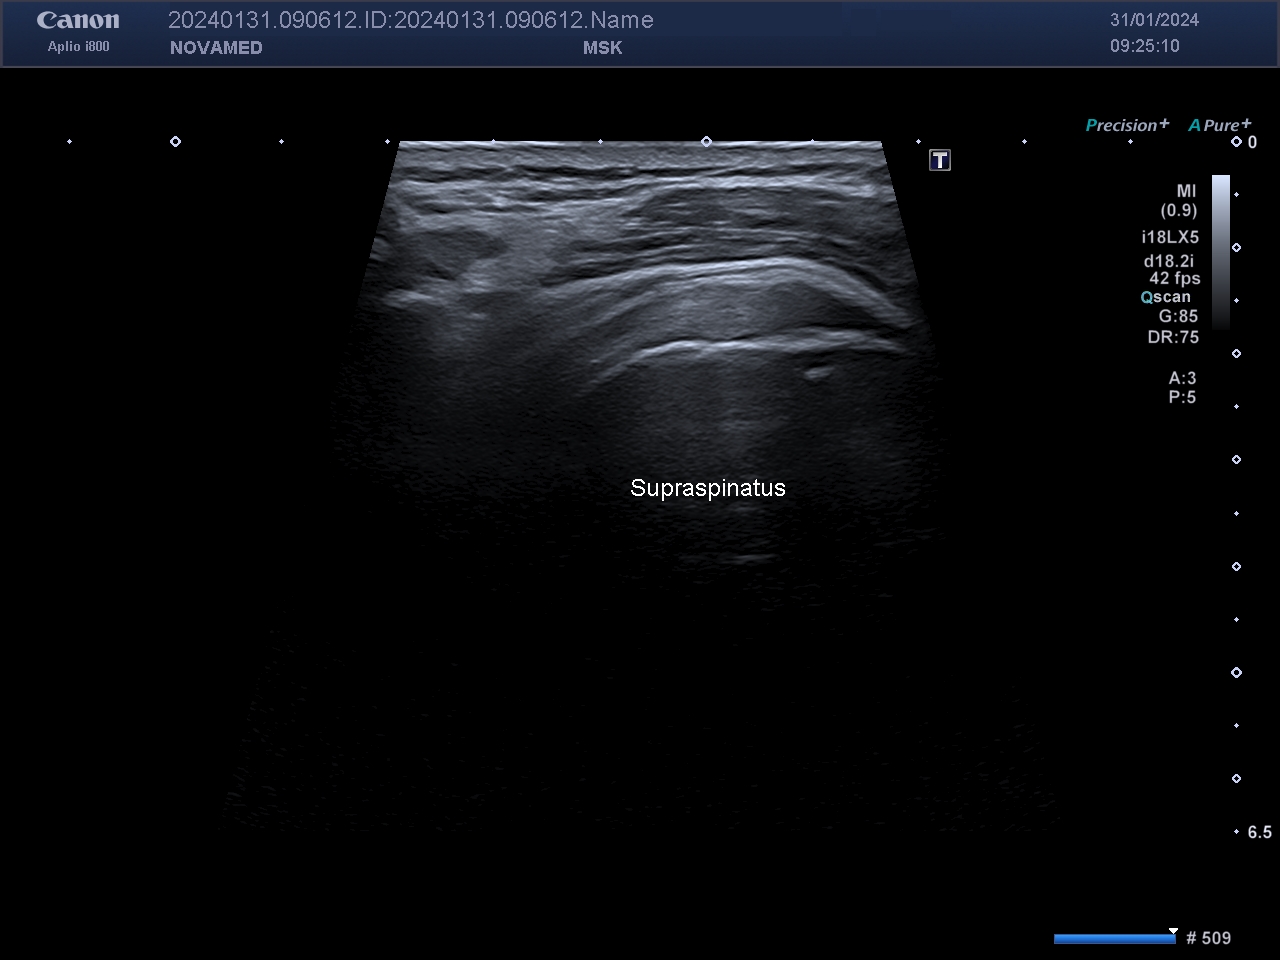 Canon 20240131.090612.ID:20240131.090612.Name 31/01/2024
Aplio i800 NOVAMED MSK 09:25:10
Precision+ APure+
0
T
MI
(0.9)
i18LX5
d18.2i
42 fps
Qscan
G:85
DR:75
A:3
P:5
Supraspinatus
6.5
# 509